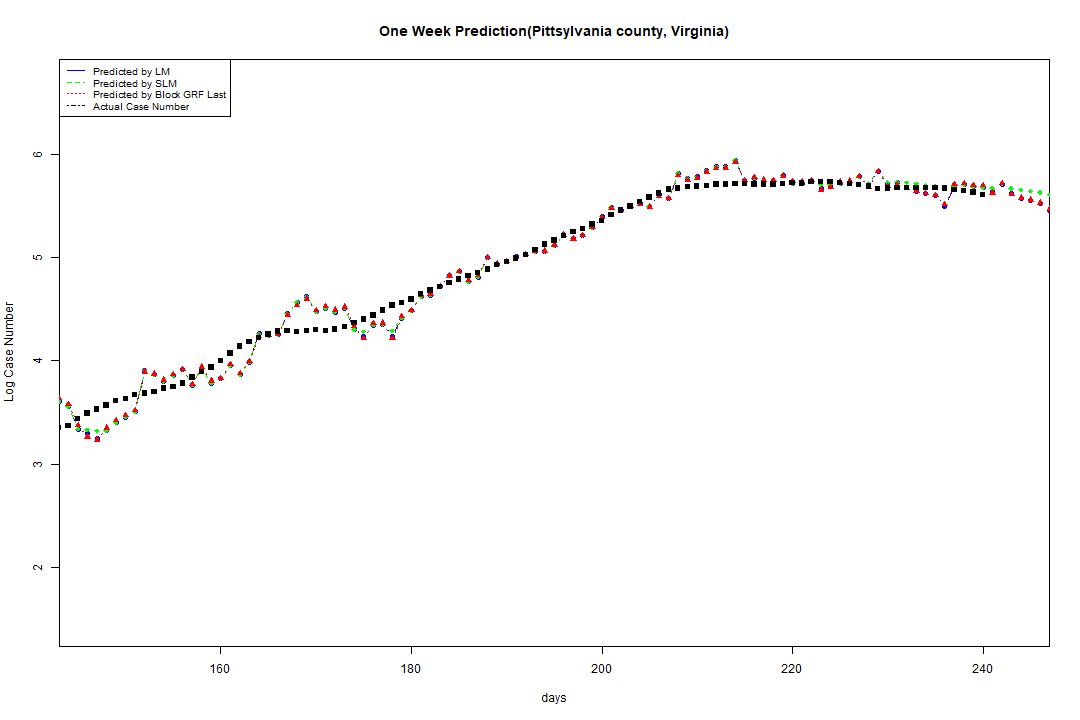 One Week Prediction(Pittsylvania county, Virginia)
Predicted by LM
Predicted by SLM
Predicted by Block GRF Last
Actual Case Number
Log Case Number
6
5
4
3
2
160 180 200 220 240
days